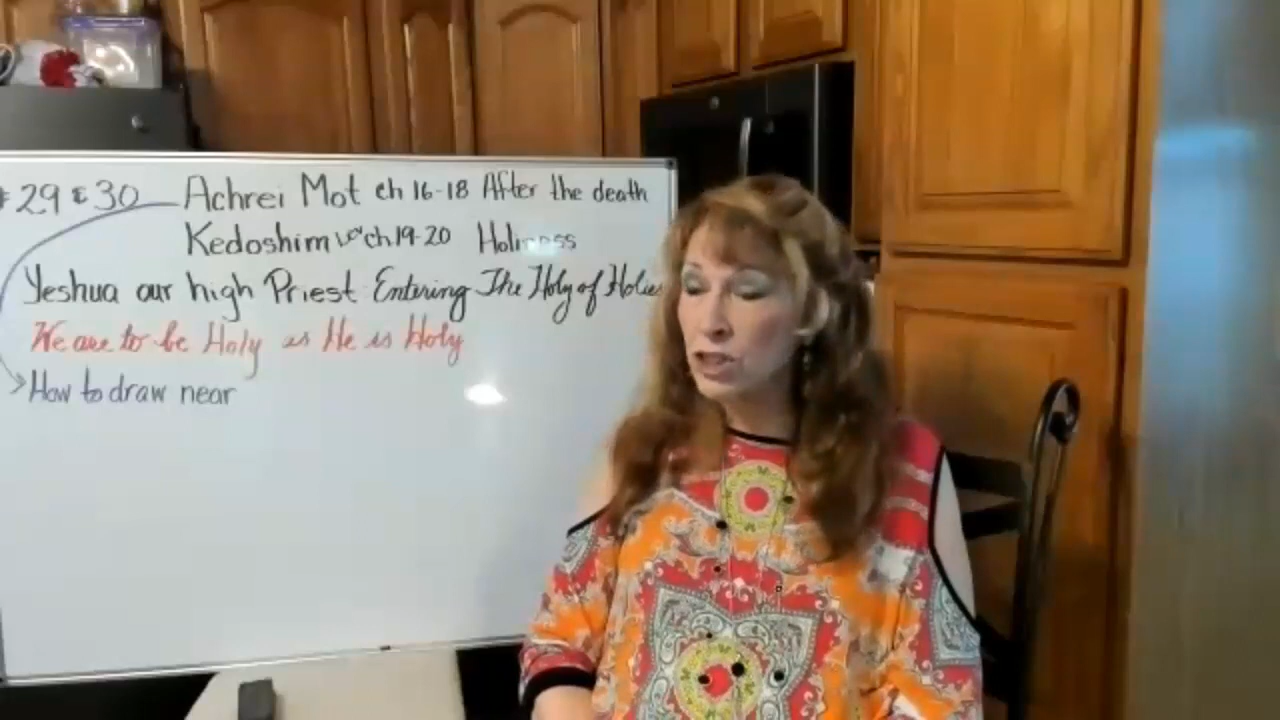 #29 & 30 Achrei Mot ch 16-18 After the death
Kedoshim Lev ch 19-20 Holiness
Yeshua our high Priest Entering The Holy of Holies
We are to be Holy as He is Holy
How to draw near